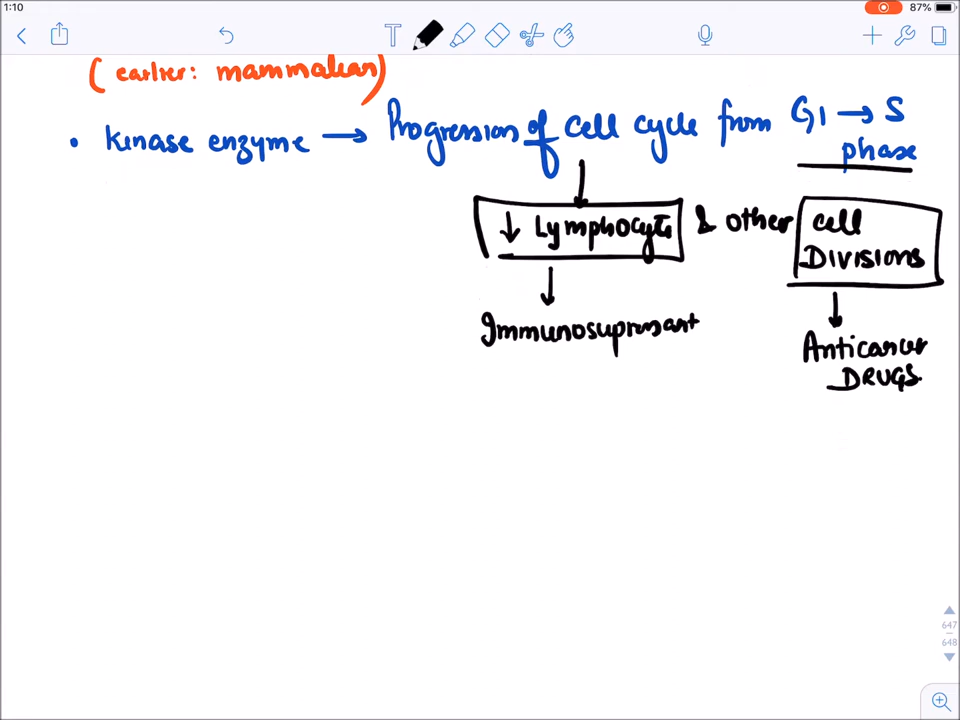 1:10
87%
T
(earlier: mammalian)
• Kinase enzyme → Progression of cell cycle from G1 → S
phase
↓ Lymphocyte & other cell
Divisions
Immunosupressant
Anticancer
DRUGS.
647
648